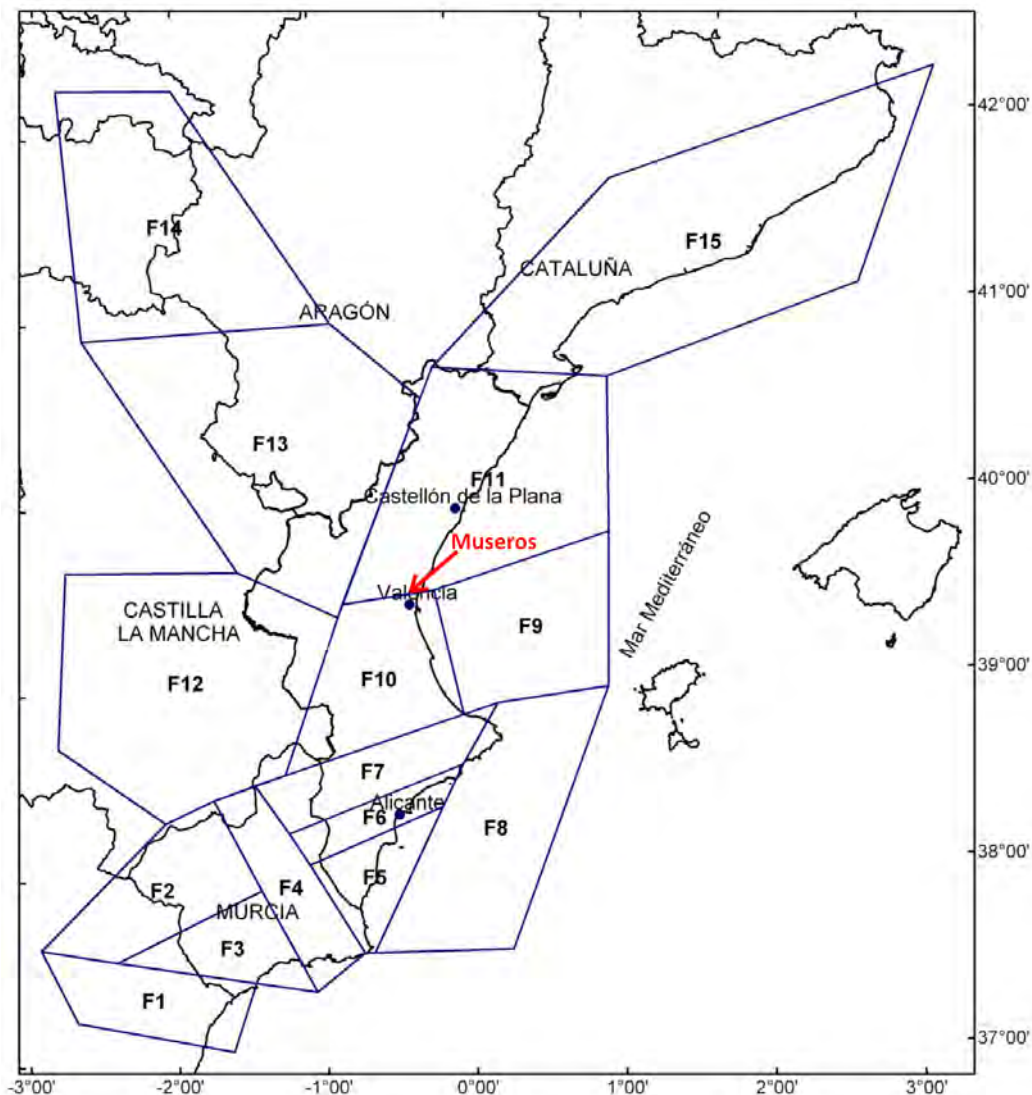 42°00'
F14
F15
CATALUÑA
41°00'
ARAGÓN
F13
F11
40°00'
Castellón de la Plana
Museros
Mar Mediterráneo
Valencia
CASTILLA
LA MANCHA
F9
39°00'
F10
F12
F7
Alicante
F6
F8
38°00'
F5
F2
F4
MURCIA
F3
F1
37°00'
-3°00'
-2°00'
-1°00'
0°00'
1°00'
2°00'
3°00'